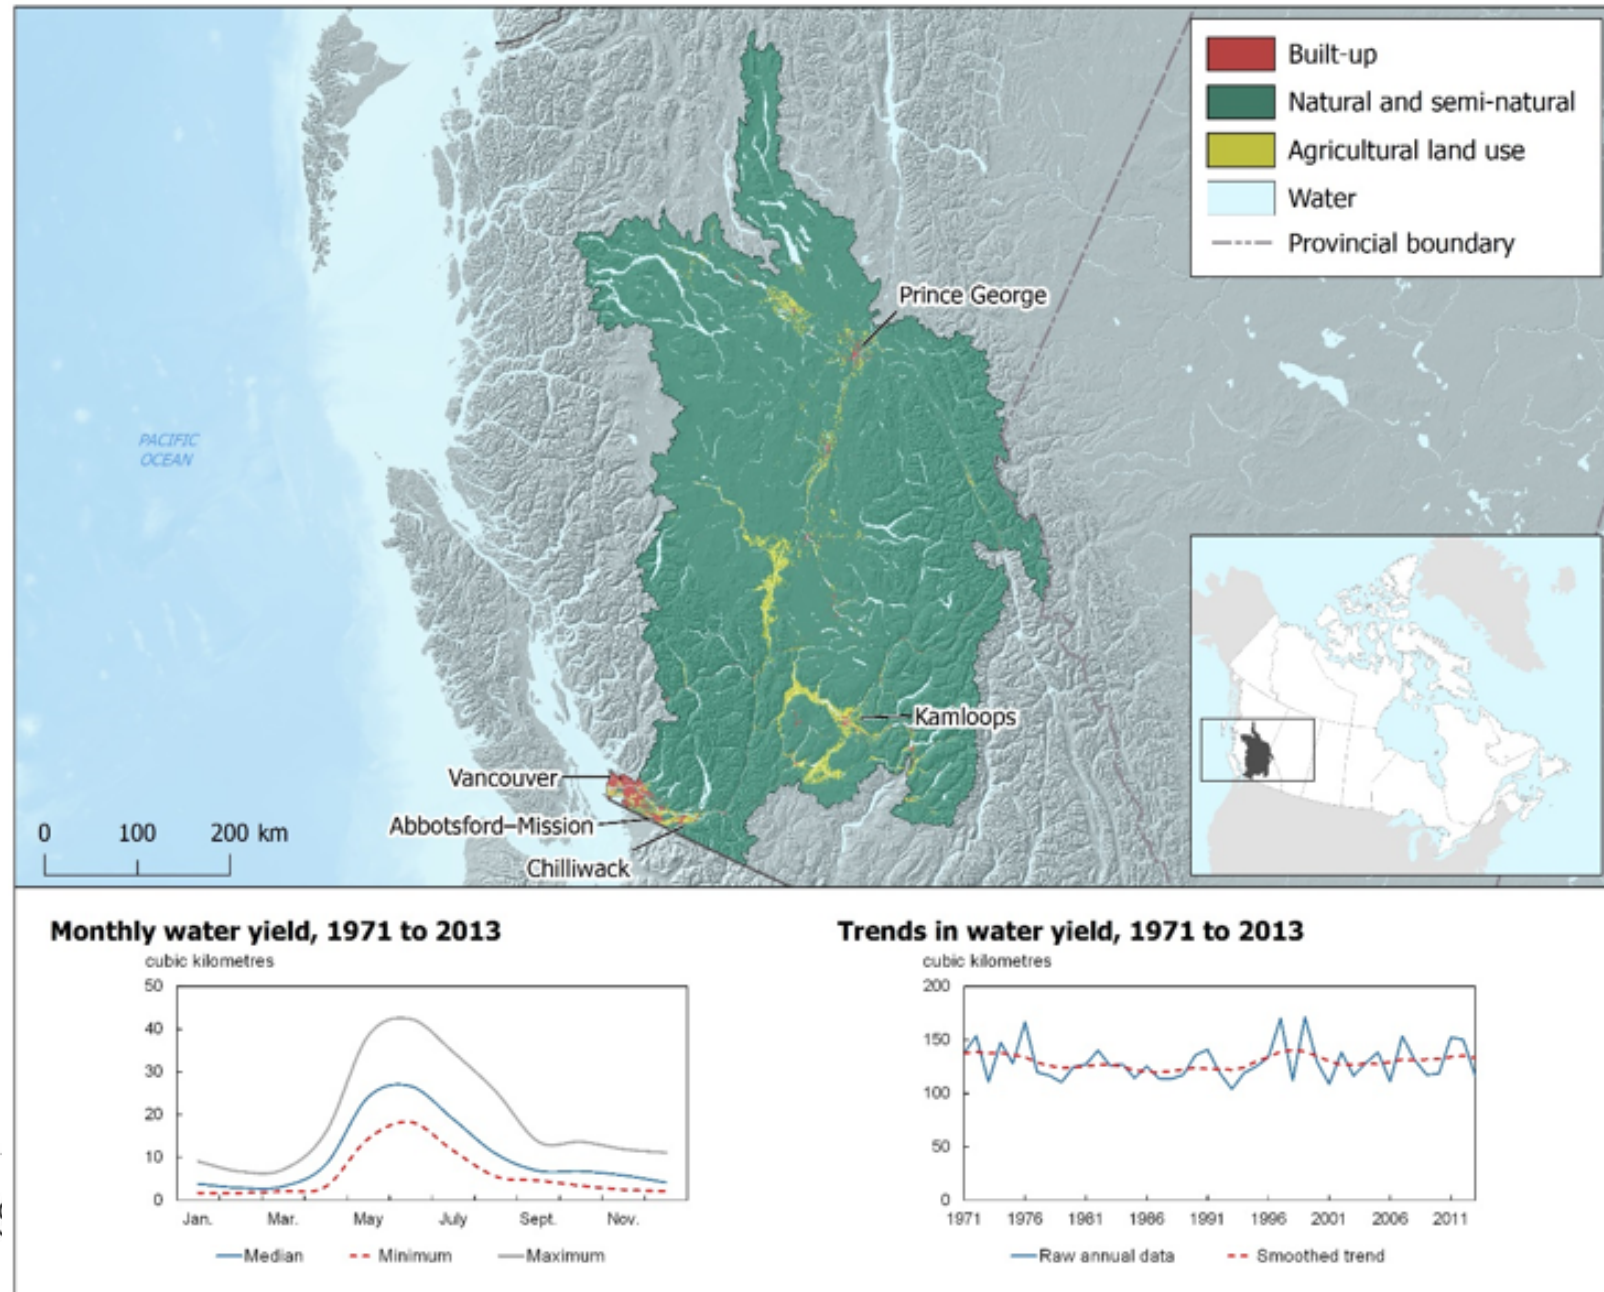 Built-up
Natural and semi-natural
Agricultural land use
Water
Provincial boundary
Prince George
PACIFIC
OCEAN
Kamloops
Vancouver
Abbotsford–Mission
Chilliwack
0 100 200 km
Monthly water yield, 1971 to 2013
cubic kilometres
50
40
30
20
10
0
Jan. Mar. May July Sept. Nov.
Median Minimum Maximum
Trends in water yield, 1971 to 2013
cubic kilometres
200
150
100
50
0
1971 1976 1981 1986 1991 1996 2001 2006 2011
Raw annual data Smoothed trend